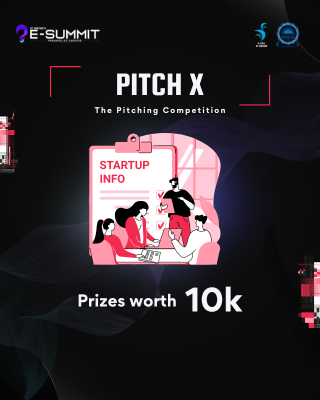 E-SUMMIT
PITCH X
The Pitching Competition
STARTUP
INFO
Prizes worth 10k